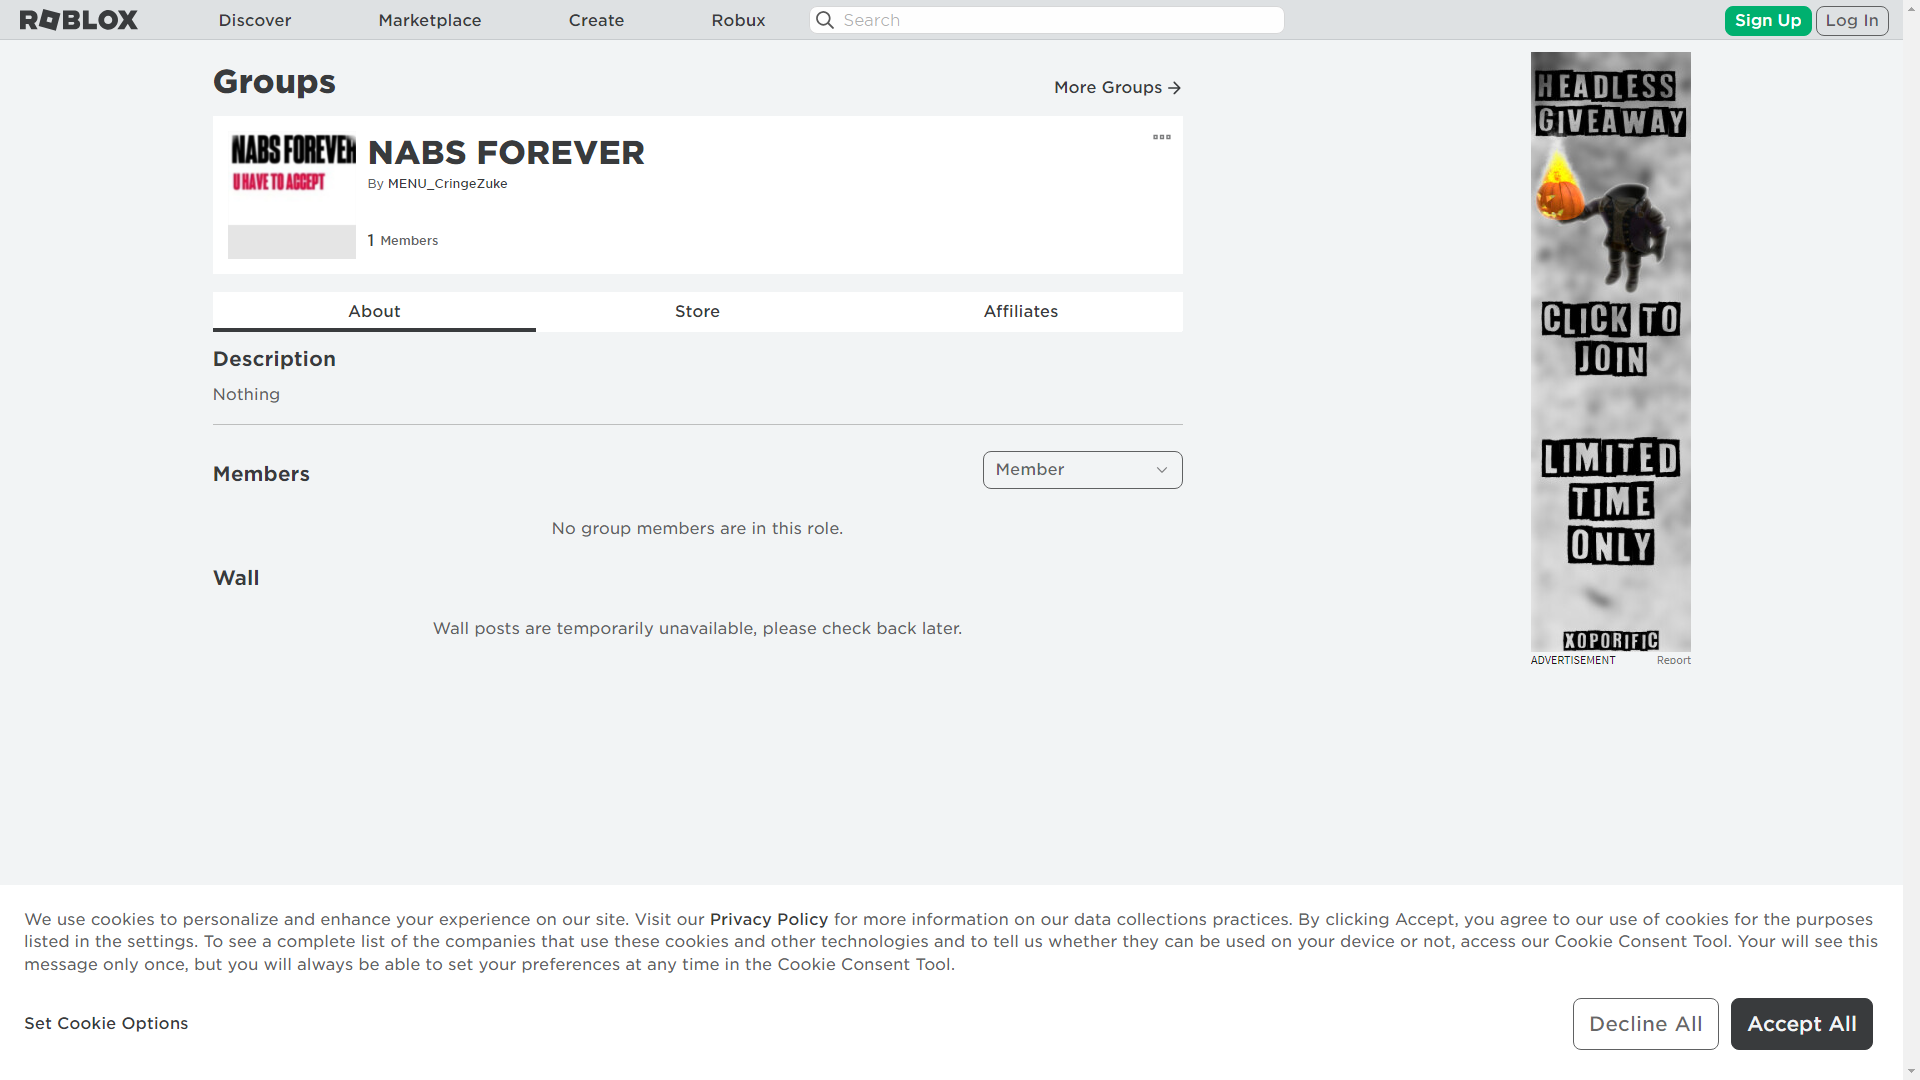 ROBLOX
Discover
Marketplace
Create
Robux
Search
Sign Up
Log In
Groups
More Groups
NABS FOREVER
U HAVE TO ACCEPT
NABS FOREVER
By MENU_CringeZuke
1 Members
About
Store
Affiliates
Description
Nothing
Members
Member
No group members are in this role.
Wall
Wall posts are temporarily unavailable, please check back later.
HEADLESS
GIVEAWAY
CLICK TO
JOIN
LIMITED
TIME
ONLY
XOPORIFIC
ADVERTISEMENT
Report
We use cookies to personalize and enhance your experience on our site. Visit our Privacy Policy for more information on our data collections practices. By clicking Accept, you agree to our use of cookies for the purposes
listed in the settings. To see a complete list of the companies that use these cookies and other technologies and to tell us whether they can be used on your device or not, access our Cookie Consent Tool. Your will see this
message only once, but you will always be able to set your preferences at any time in the Cookie Consent Tool.
Set Cookie Options
Decline All
Accept All